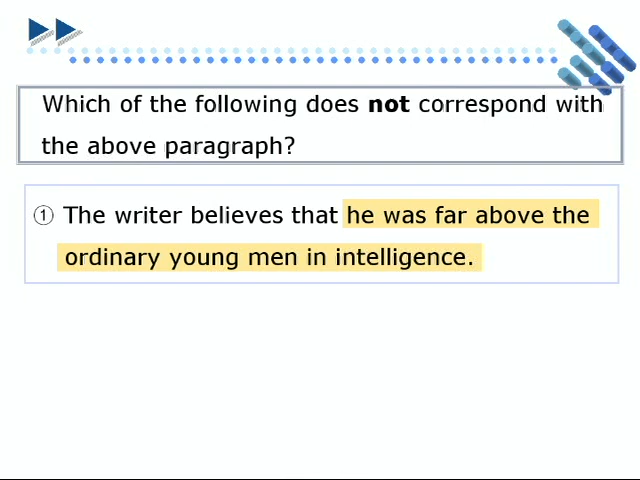 Which of the following does not correspond with
the above paragraph?
① The writer believes that he was far above the
ordinary young men in intelligence.